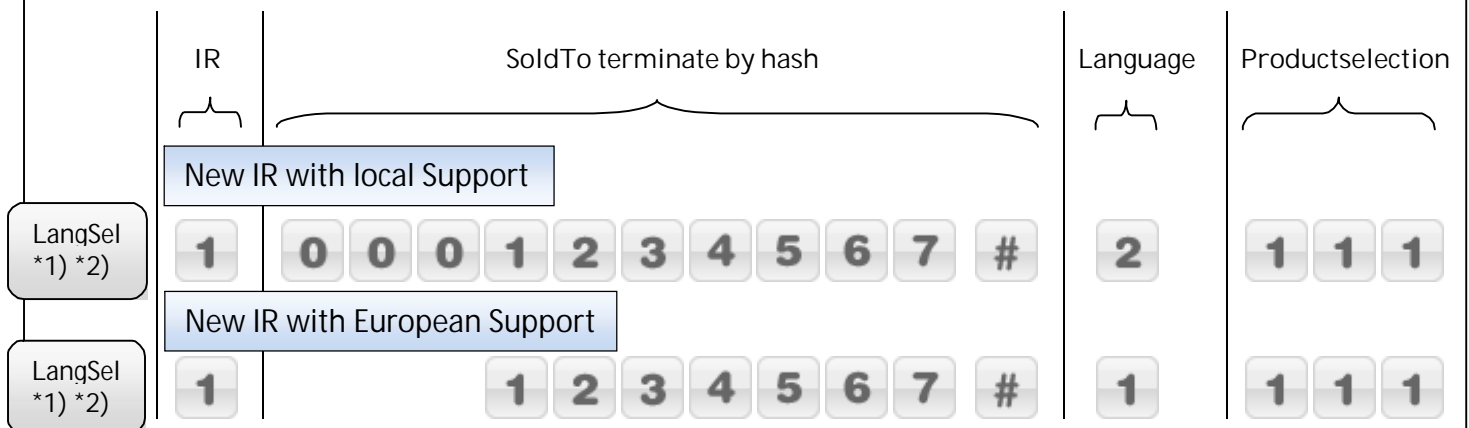 IR SoldTo terminate by hash Language Productselection
New IR with local Support
LangSel
*1) *2)
1 0 0 0 1 2 3 4 5 6 7 # 2 1 1 1
New IR with European Support
LangSel
*1) *2)
1 1 2 3 4 5 6 7 # 1 1 1 1